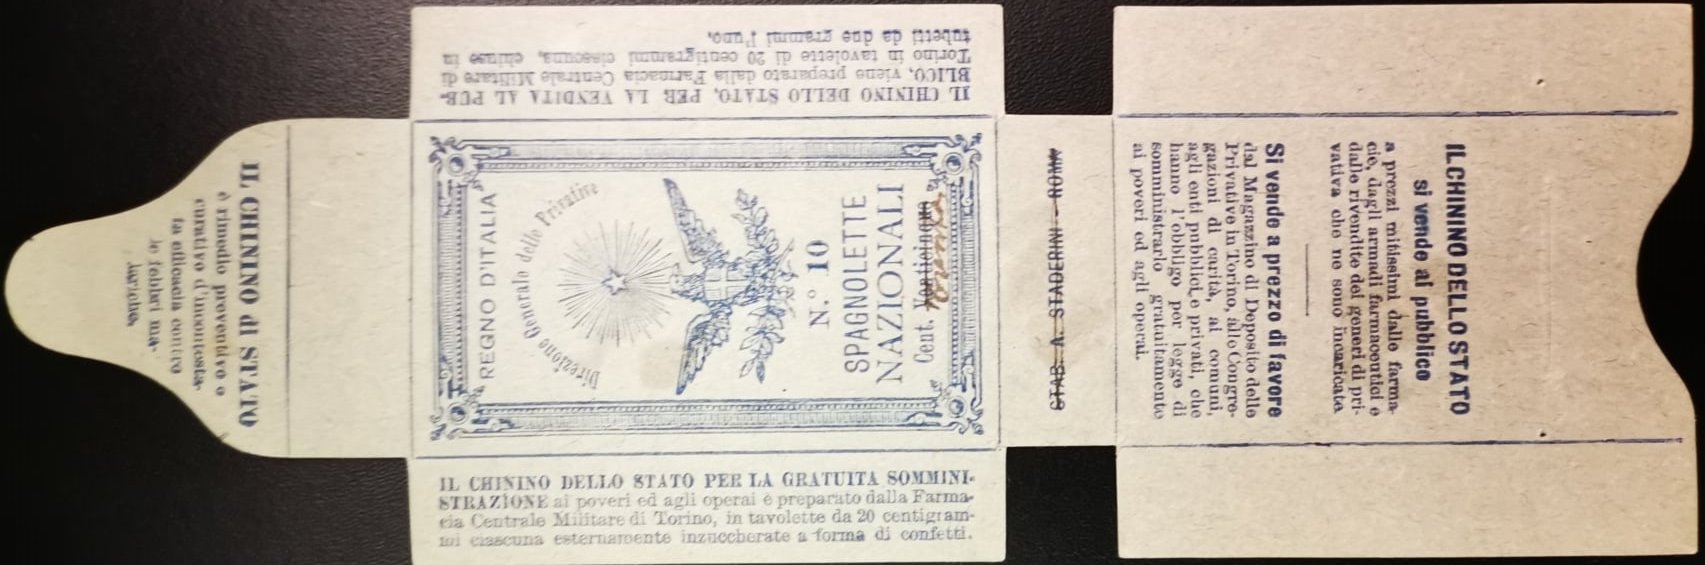 IL CHININO di STATO
è rimedio preventivo e
curativo d'incontesta-
ta efficacia contro
le febbri ma-
lariche.
IL CHININO DELLO STATO, PER LA VENDITA AL PUB-
BLICO, viene preparato dalla Farmacia Centrale Militare di
Torino in tavolette di 20 centigrammi ciascuna, chiuse in
tubetti da due grammi l'uno.
REGNO D'ITALIA
Direzione Generale delle Privative
N.° 10
SPAGNOLETTE
NAZIONALI
Cent. Venticinque
IL CHININO DELLO STATO PER LA GRATUITA SOMMINI-
STRAZIONE ai poveri ed agli operai è preparato dalla Farma-
cia Centrale Militare di Torino, in tavolette da 20 centigram-
mi ciascuna esternamente inzuccherate a forma di confetti.
STAB. A. STADERINI - ROMA
IL CHININO DELLO STATO
si vende al pubblico
a prezzi mitissimi dalle farma-
cie, dagli armadi farmaceutici e
dalle rivendite dei generi di pri-
vativa che ne sono incaricate.
Si vende a prezzo di favore
dal Magazzino di Deposito delle
Privative in Torino, alle Congre-
gazioni di carità, ai comuni,
agli enti pubblici e privati, che
hanno l'obbligo per legge di
somministrarlo gratuitamente
ai poveri ed agli operai.